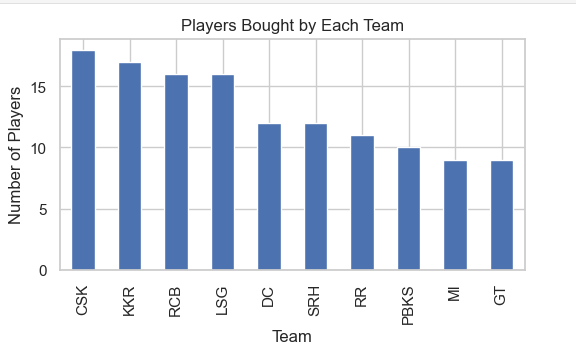 Players Bought by Each Team
Number of Players
15
10
5
0
CSK
KKR
RCB
LSG
DC
SRH
RR
PBKS
MI
GT
Team